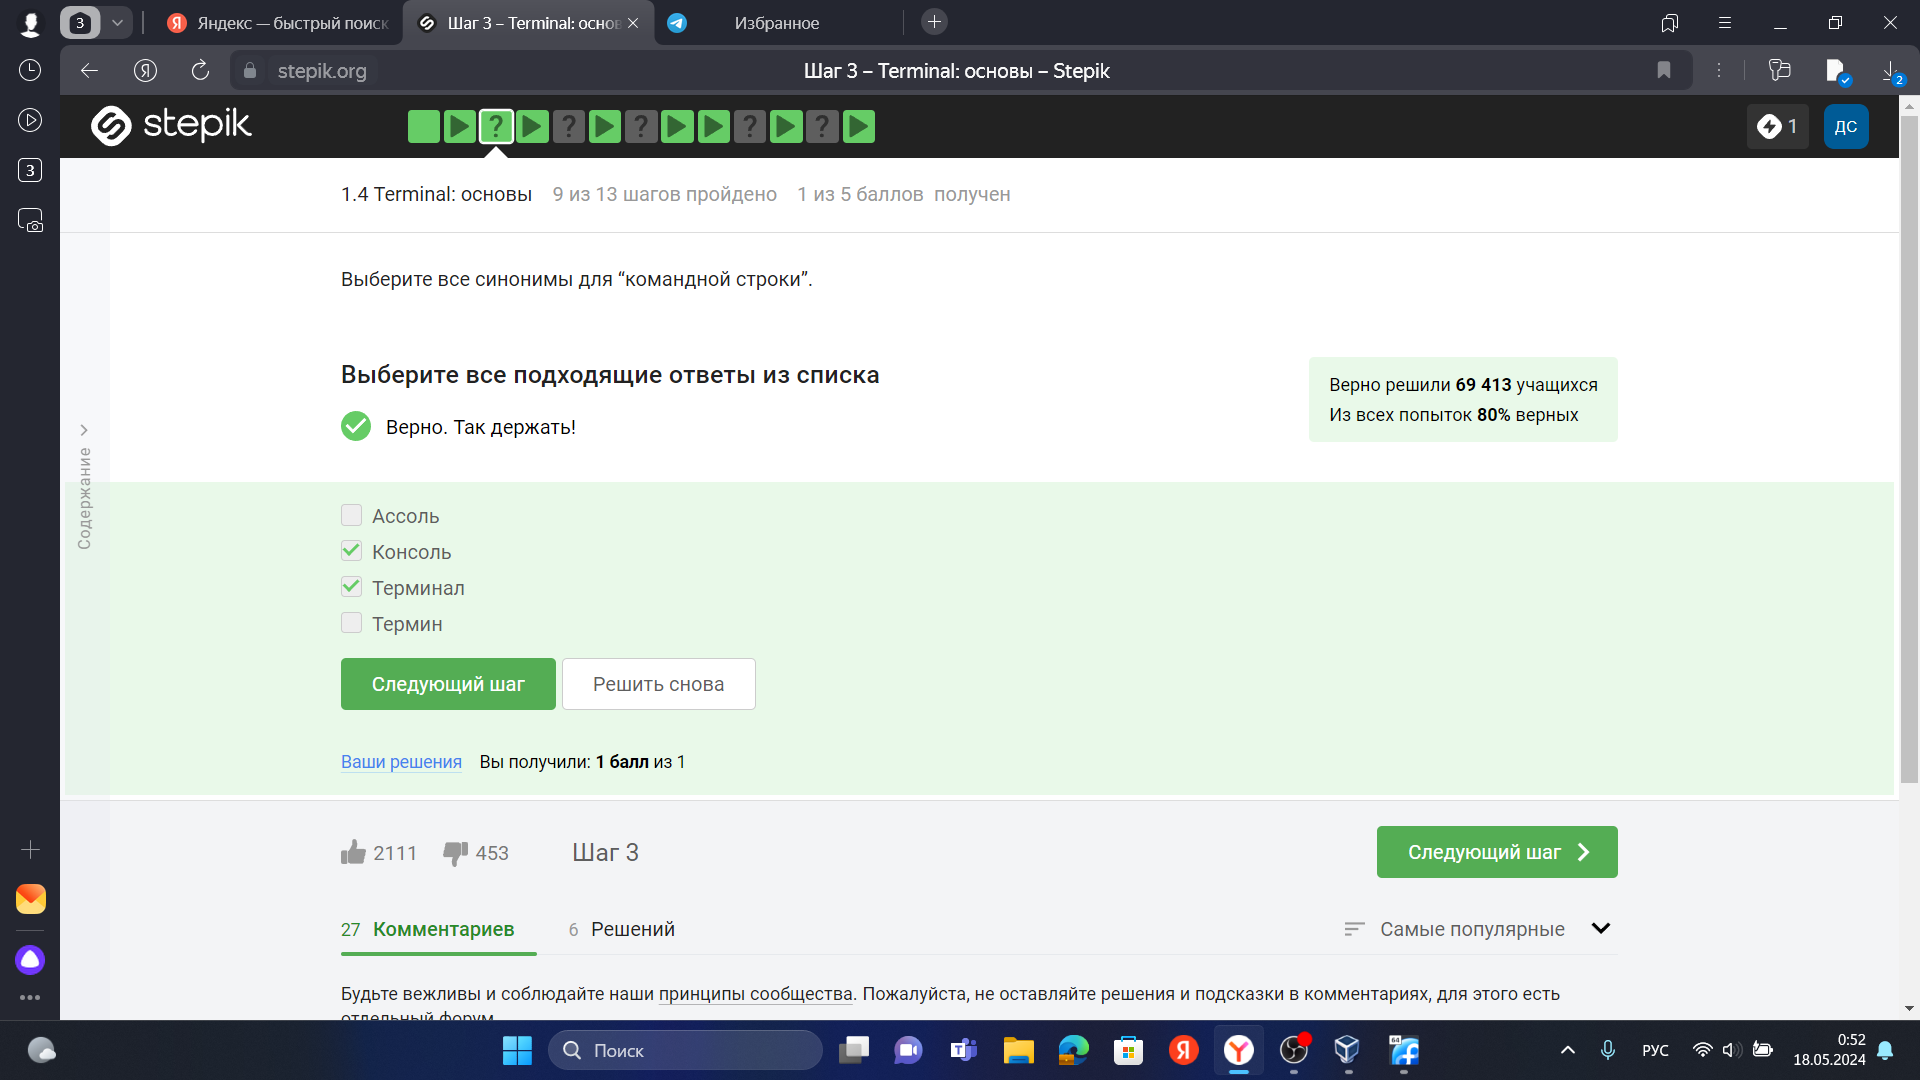 3
Яндекс — быстрый поиск
Шаг 3 – Terminal: основ
Избранное
stepik.org
Шаг 3 – Terminal: основы – Stepik
2
3
stepik
? ? ? ? ?
1
ДС
1.4 Terminal: основы 9 из 13 шагов пройдено 1 из 5 баллов получен
Выберите все синонимы для “командной строки”.
Выберите все подходящие ответы из списка
Верно. Так держать!
Верно решили 69 413 учащихся
Из всех попыток 80% верных
Содержание
Ассоль
Консоль
Терминал
Термин
Следующий шаг
Решить снова
Ваши решения Вы получили: 1 балл из 1
2111 453 Шаг 3
Следующий шаг
27 Комментариев 6 Решений
Самые популярные
Будьте вежливы и соблюдайте наши принципы сообщества. Пожалуйста, не оставляйте решения и подсказки в комментариях, для этого есть
отдельный форум.
Поиск
Я
64
РУС
0:52
18.05.2024